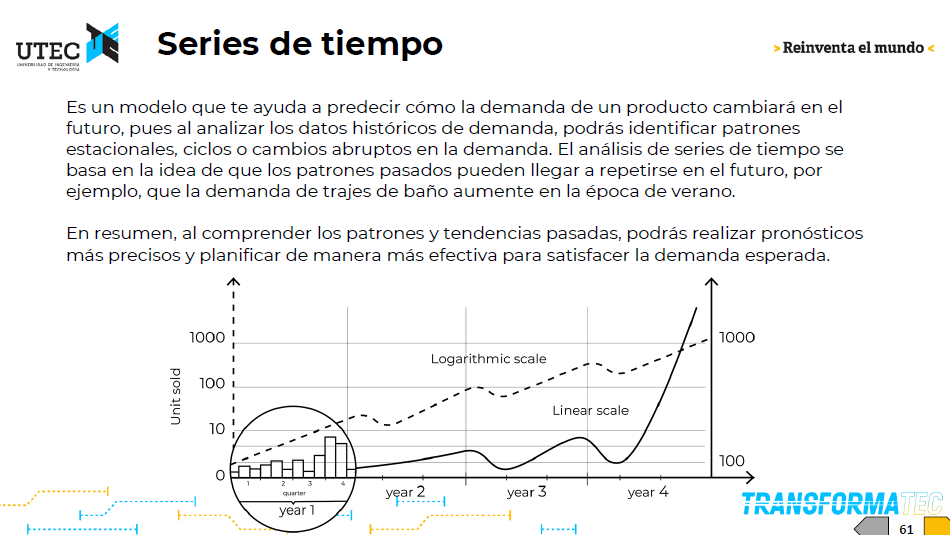 UTEC
UNIVERSIDAD DE INGENIERÍA
Y TECNOLOGÍA
Series de tiempo
> Reinventa el mundo <
Es un modelo que te ayuda a predecir cómo la demanda de un producto cambiará en el
futuro, pues al analizar los datos históricos de demanda, podrás identificar patrones
estacionales, ciclos o cambios abruptos en la demanda. El análisis de series de tiempo se
basa en la idea de que los patrones pasados pueden llegar a repetirse en el futuro, por
ejemplo, que la demanda de trajes de baño aumente en la época de verano.
En resumen, al comprender los patrones y tendencias pasadas, podrás realizar pronósticos
más precisos y planificar de manera más efectiva para satisfacer la demanda esperada.
Unit sold
1000
100
10
0
Logarithmic scale
Linear scale
1000
100
1 2 3 4
quarter
year 1
year 2
year 3
year 4
TRANSFORMATEC
61